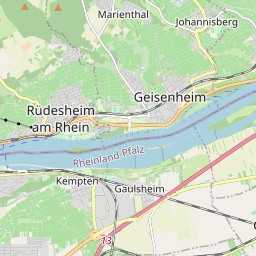 Marienthal
Johannisberg
Geisenheim
Rüdesheim
am Rhein
Rheinland-Pfalz
Kempten
Gaulsheim
13